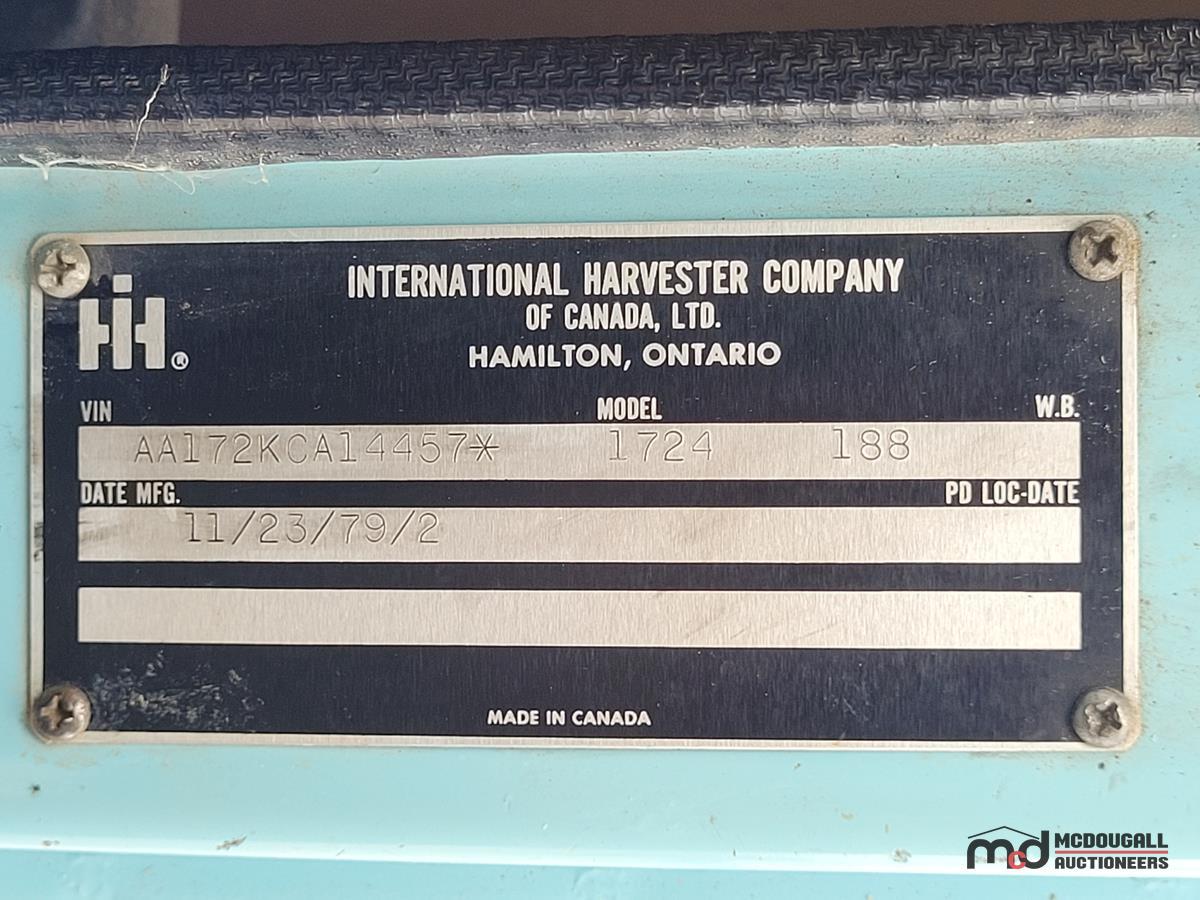 IH®
INTERNATIONAL HARVESTER COMPANY
OF CANADA, LTD.
HAMILTON, ONTARIO
VIN MODEL W.B.
AA172KCA14457* 1724 188
DATE MFG. PD LOC-DATE
11/23/79/2
MADE IN CANADA
mcd MCDOUGALL
AUCTIONEERS